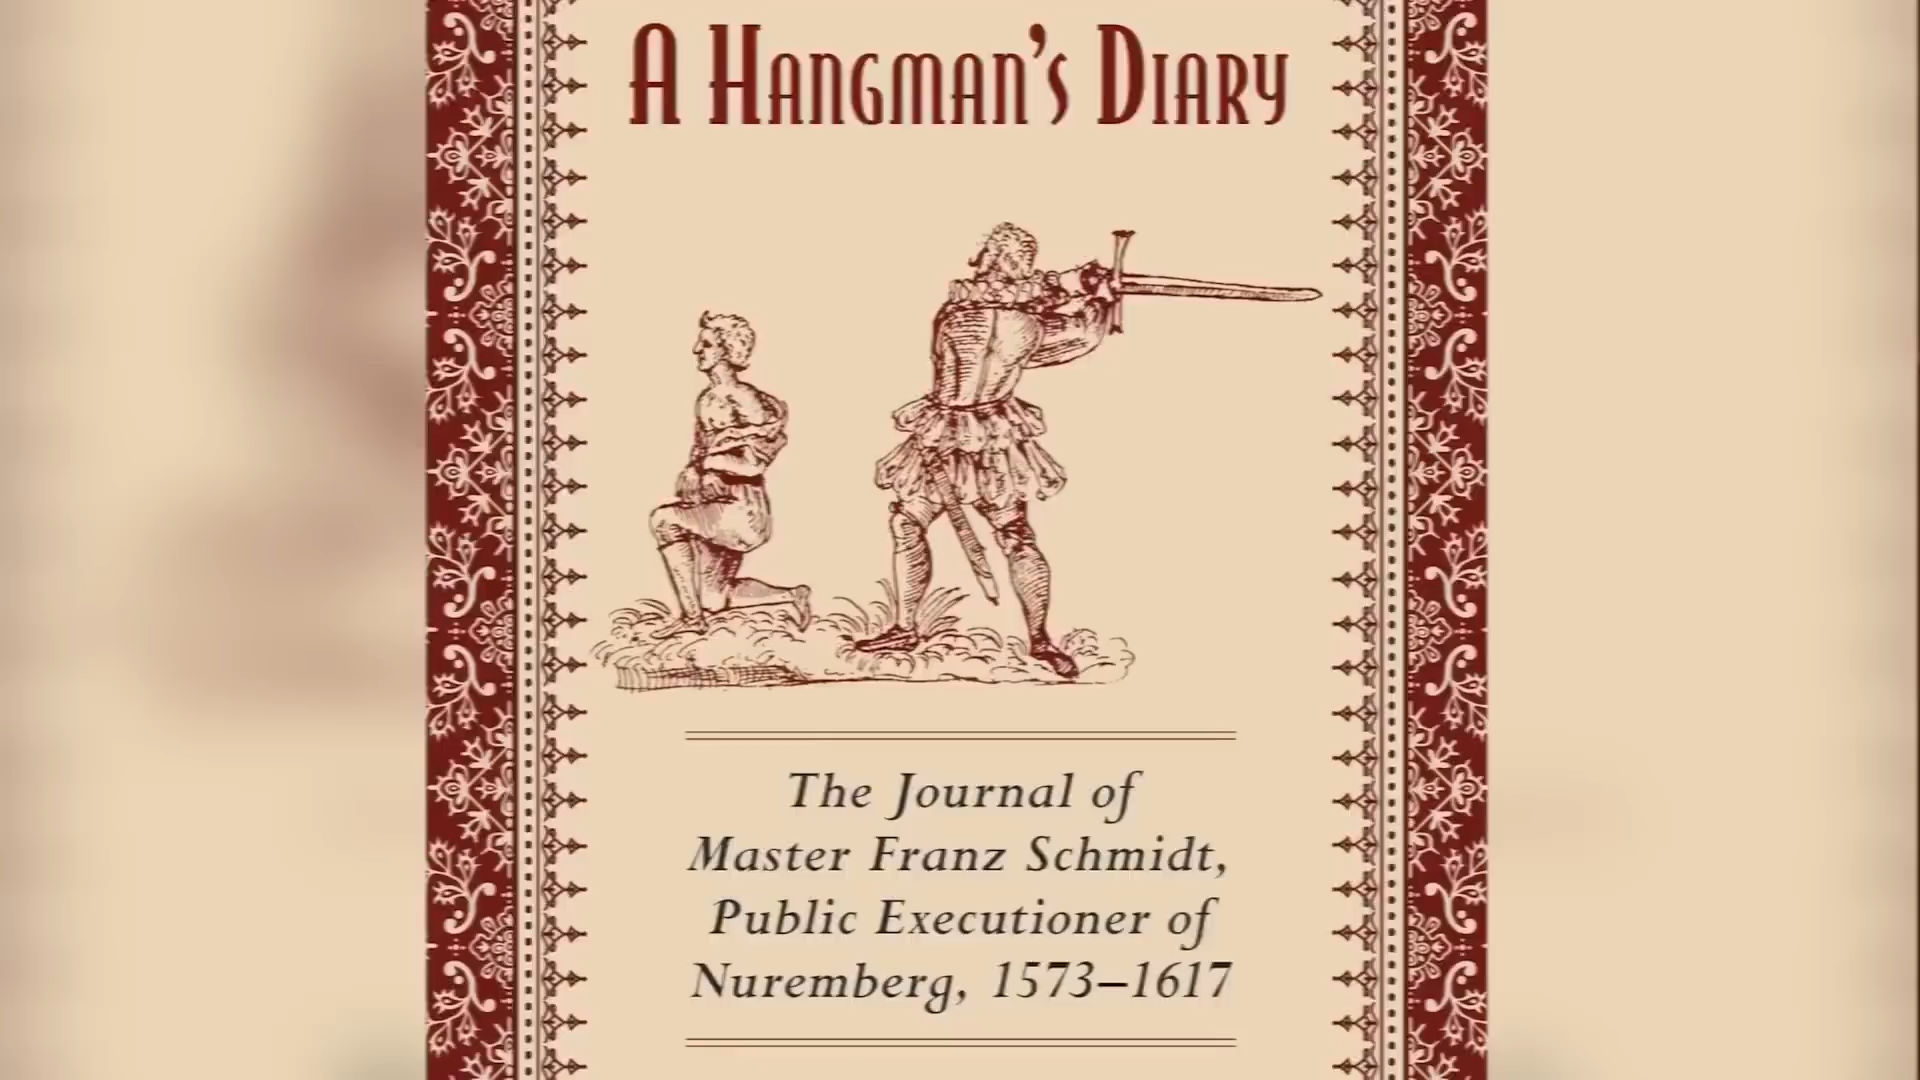 A Hangman's Diary
The Journal of
Master Franz Schmidt,
Public Executioner of
Nuremberg, 1573–1617